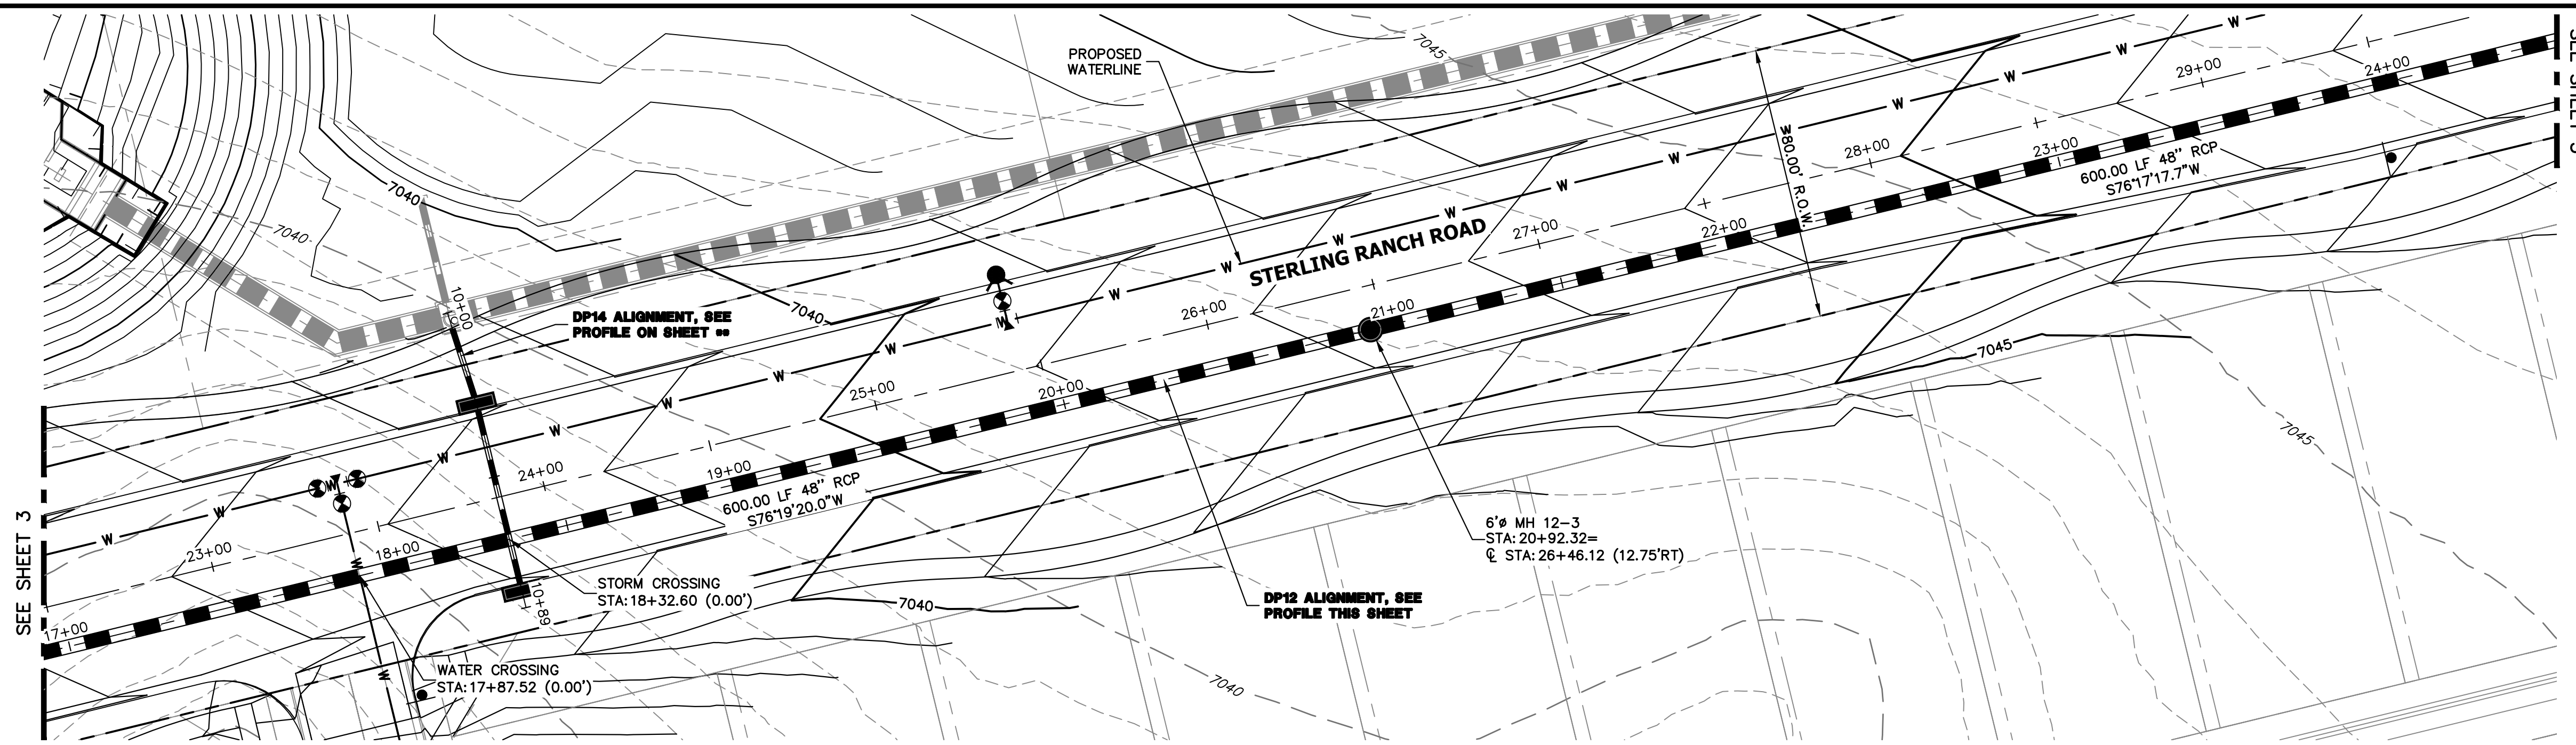 PROPOSED
WATERLINE
7045
29+00
24+00
80.00' R.O.W.
28+00
23+00
600.00 LF 48" RCP
S76°17'17.7"W
7040
7040
STERLING RANCH ROAD
27+00
22+00
10+00
DP14 ALIGNMENT, SEE
PROFILE ON SHEET **
7040
26+00
21+00
7045
25+00
20+00
7045
24+00
19+00
600.00 LF 48" RCP
S76°19'20.0"W
SEE SHEET 3
23+00
18+00
6'ø MH 12-3
STA: 20+92.32=
℄ STA: 26+46.12 (12.75'RT)
STORM CROSSING
STA: 18+32.60 (0.00')
10+89
DP12 ALIGNMENT, SEE
PROFILE THIS SHEET
7040
17+00
WATER CROSSING
STA: 17+87.52 (0.00')
7040
W W W W W W W W W W W W W W W W W W W W W W W W